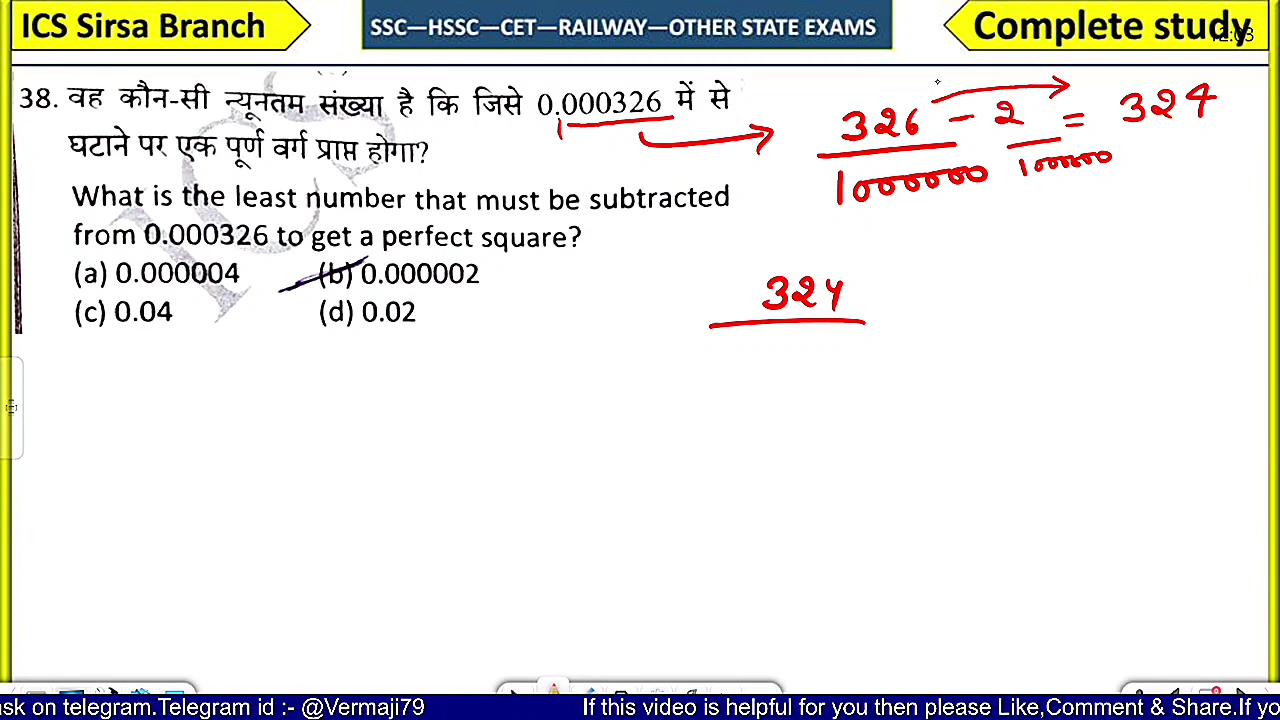 ICS Sirsa Branch
SSC—HSSC—CET—RAILWAY—OTHER STATE EXAMS
Complete study
38. वह कौन-सी न्यूनतम संख्या है कि जिसे 0.000326 में से
घटाने पर एक पूर्ण वर्ग प्राप्त होगा?
What is the least number that must be subtracted
from 0.000326 to get a perfect square?
(a) 0.000004 (b) 0.000002
(c) 0.04 (d) 0.02
326 - 2 = 324
1000000 1000000
324
ICS
ask on telegram.Telegram id :- @Vermaji79 If this video is helpful for you then please Like,Comment & Share.If yo